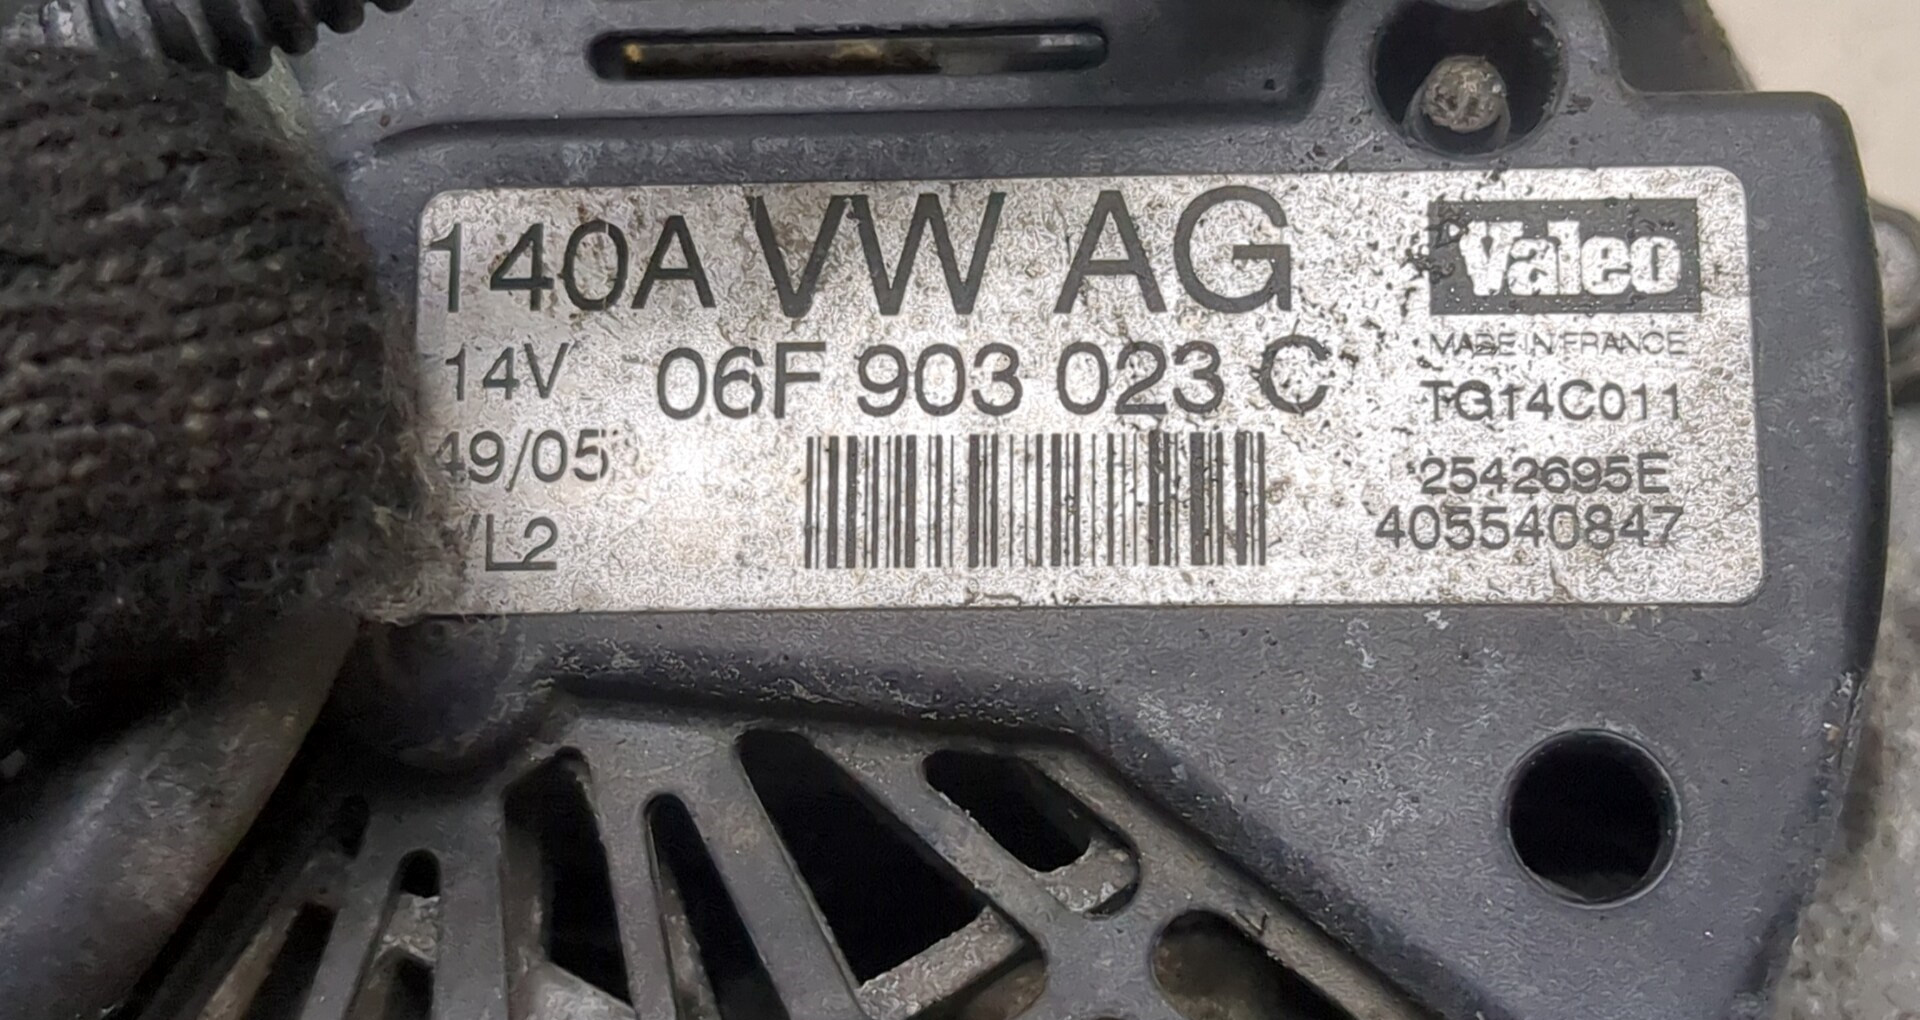 140A VW AG Valeo
14V 06F 903 023 C MADE IN FRANCE
TG14C011
49/05 2542695E
/L2 405540847